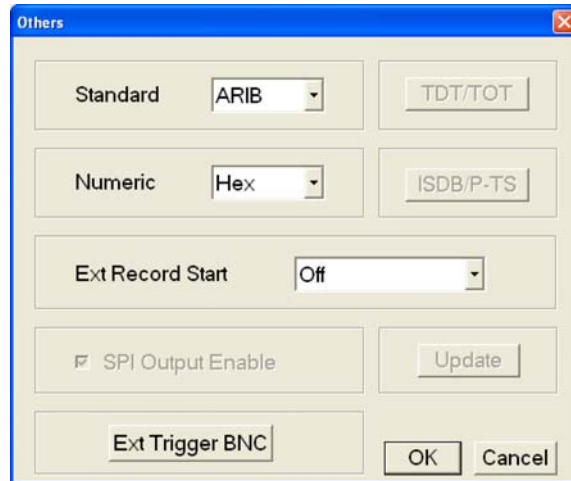 Others
Standard ARIB TDT/TOT
Numeric Hex ISDB/P-TS
Ext Record Start Off
SPI Output Enable Update
Ext Trigger BNC OK Cancel